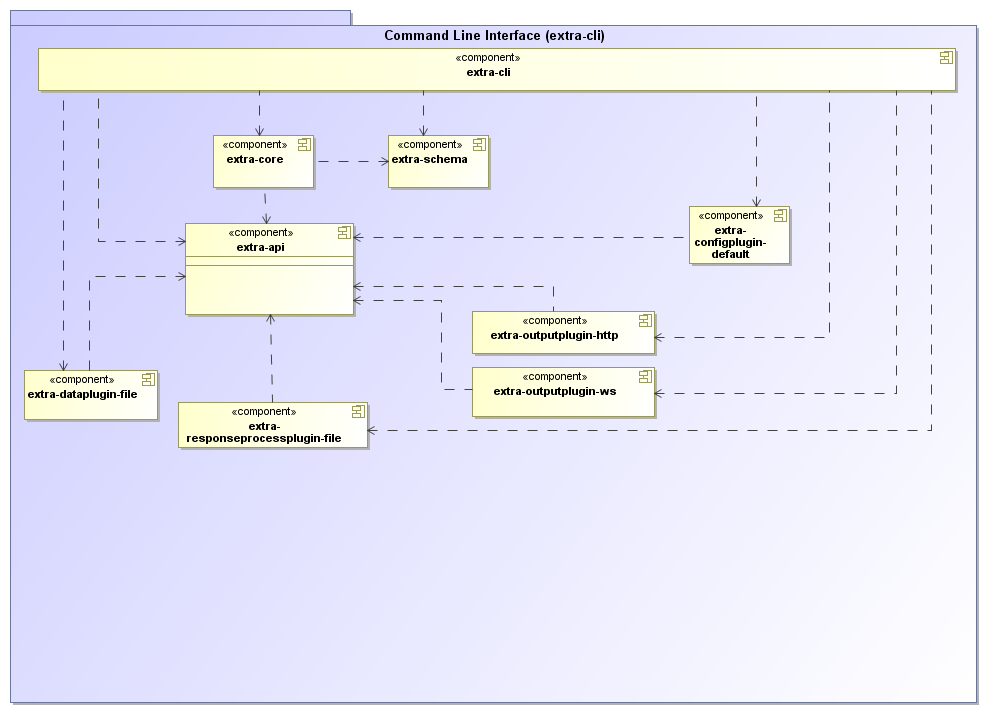 Command Line Interface (extra-cli)
«component»
extra-cli
«component»
extra-core
«component»
extra-schema
«component»
extra-api
«component»
extra-
configplugin-
default
«component»
extra-outputplugin-http
«component»
extra-outputplugin-ws
«component»
extra-dataplugin-file
«component»
extra-
responseprocessplugin-file